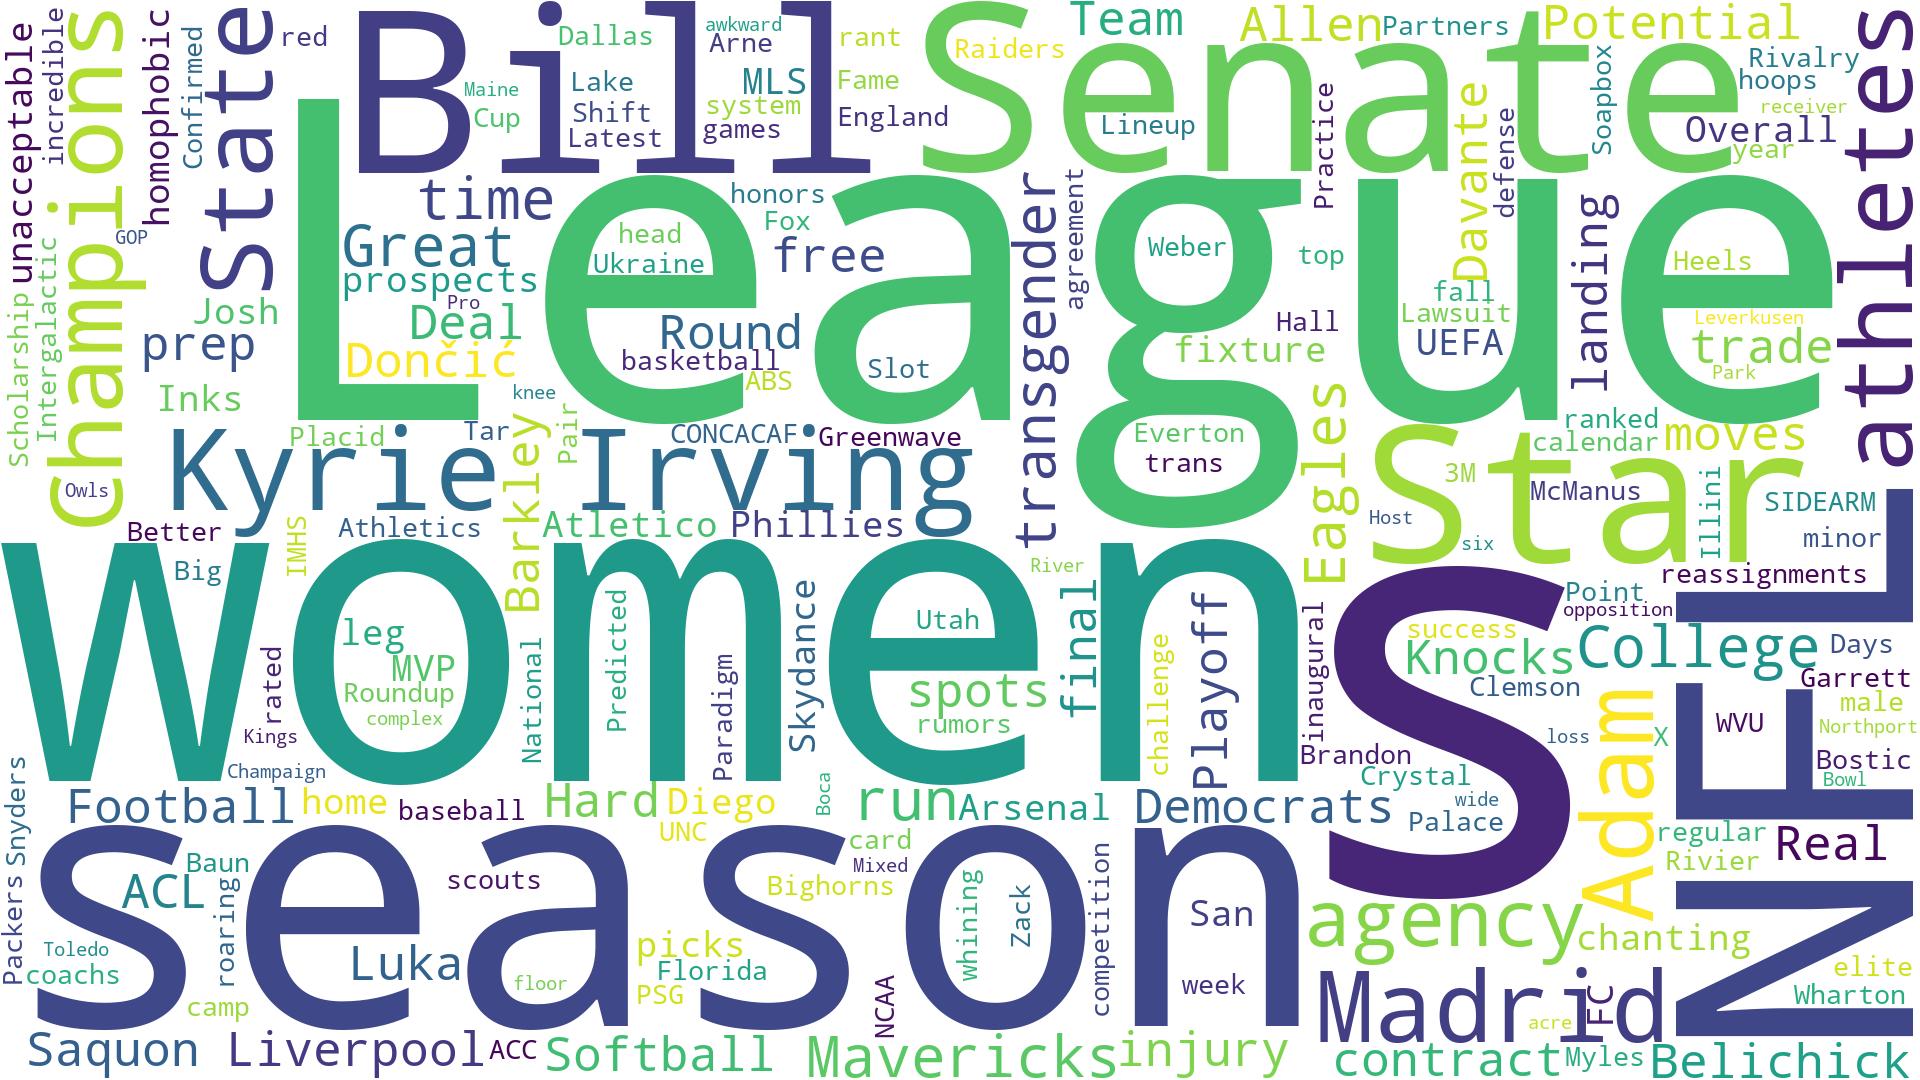 League
women
season
Bill
Senate
S
NFL
Star
Kyrie Irving
State
Champions
athletes
Madrid
Adam
agency
transgender
Team
Allen
Partners
Potential
Rivalry
hoops
receiver
Overall
year
Soapbox
Practice
Davante
defense
Lineup
Raiders
rant
Fame
England
awkward
Arne
MLS
system
games
Dallas
Lake
Shift
Latest
Maine
Cup
red
Confirmed
homophobic
incredible
unacceptable
GOP
Intergalactic
Scholarship
time
Great
prospects
Pro
Deal
Dončić
honors
Fox
free
head
Ukraine
Round
basketball
ABS
Slot
knee
agreement
Weber
top
Hall
fixture
Everton
trans
fall
Lawsuit
UEFA
landing
Heels
Leverkusen
trade
Park
ranked
calendar
moves
Josh
prep
Inks
Placid
Tar
Barkley
Pair
CONCACAF
Greenwave
Owls
Better
Big
IMHS
Athletics
Atletico
Phillies
River
Eagles
3M
Host
six
McManus
Illini
SIDEARM
minor
reassignments
Point
opposition
success
Knocks
College
Days
Clemson
Garrett
male
Northport
WVU
X
loss
Bostic
Bowl
leg
MVP
Roundup
complex
rated
Kings
Champaign
National
Predicted
Paradigm
Skydance
Utah
spots
rumors
final
challenge
Playoff
inaugural
Brandon
Crystal
wide
Palace
Football
home
baseball
Hard
Diego
UNC
Boca
run
Arsenal
Democrats
regular
Rivier
Real
Snyders
Packers
Baun
ACL
roaring
Toledo
coachs
camp
scouts
Luka
floor
card
Mixed
Bighorns
picks
Florida
PSG
whining
Zack
competition
San
week
NCAA
chanting
elite
Wharton
acre
FC
Saquon
Liverpool
ACC
Softball
Mavericks
injury
contract
Myles
Belichick